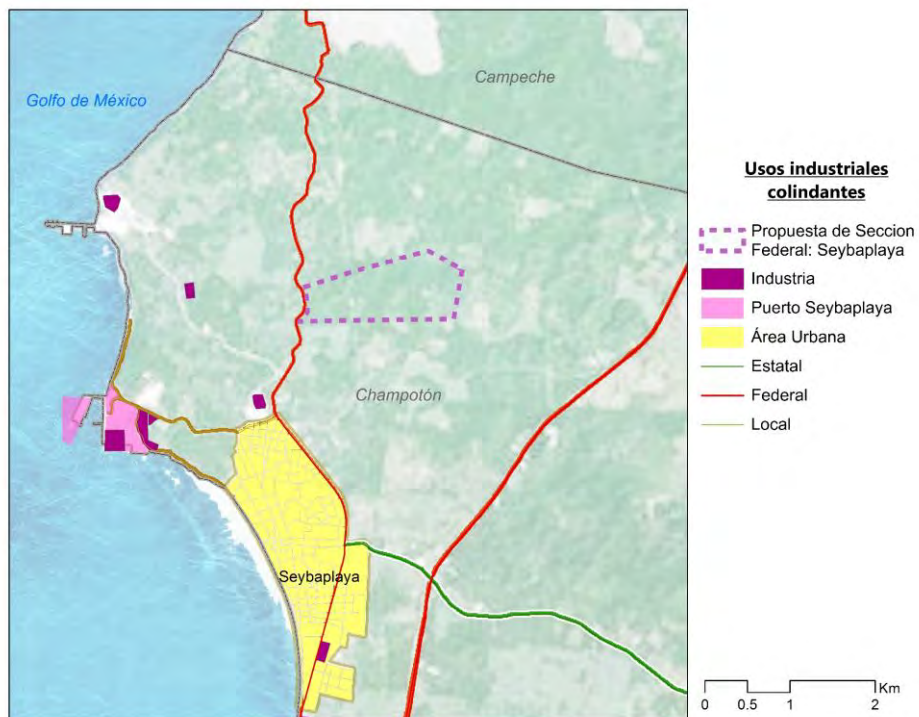 Campeche
Golfo de México
Champotón
Seybaplaya
Usos industriales
colindantes
Propuesta de Seccion
Federal: Seybaplaya
Industria
Puerto Seybaplaya
Área Urbana
Estatal
Federal
Local
Km
0 0.5 1 2